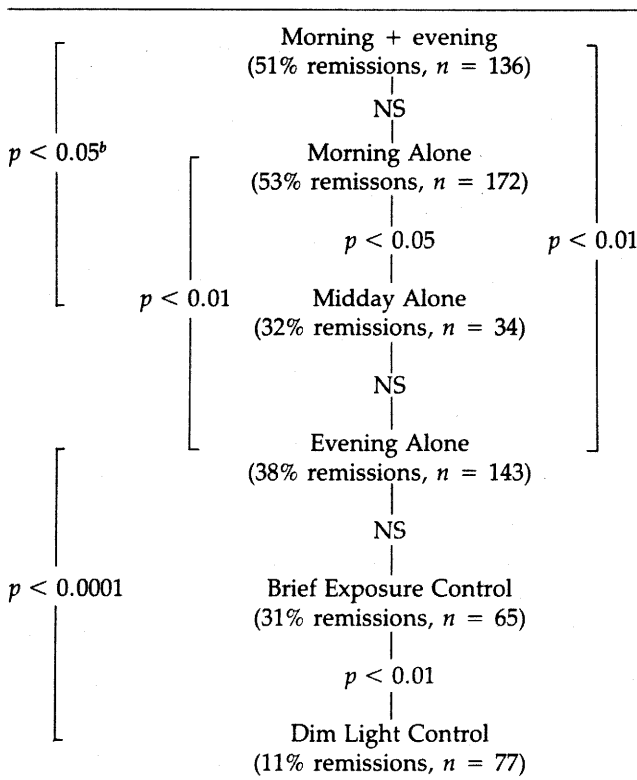 Morning + evening
(51% remissions, n = 136)
NS
p < 0.05ᵇ
Morning Alone
(53% remissons, n = 172)
p < 0.05
p < 0.01
p < 0.01
Midday Alone
(32% remissions, n = 34)
NS
Evening Alone
(38% remissions, n = 143)
NS
p < 0.0001
Brief Exposure Control
(31% remissions, n = 65)
p < 0.01
Dim Light Control
(11% remissions, n = 77)